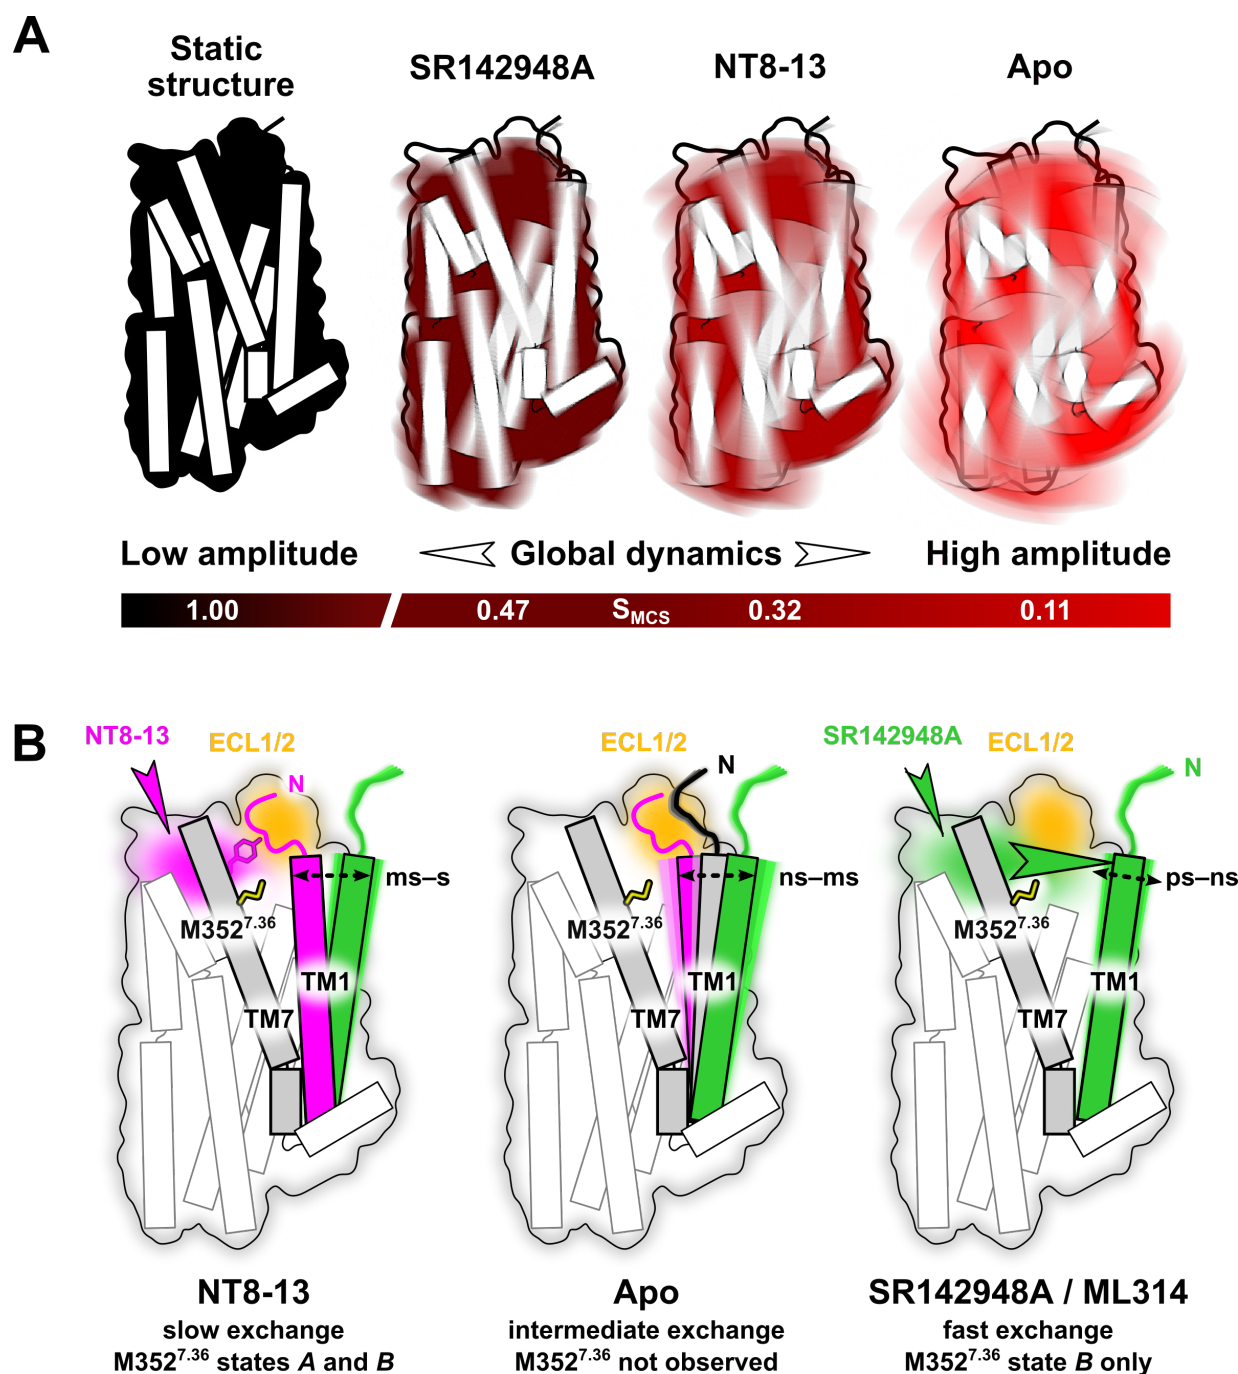 A
Static
structure
SR142948A
NT8-13
Apo
Low amplitude
Global dynamics
High amplitude
1.00
0.47
S_MCS
0.32
0.11
B
NT8-13
ECL1/2
N
ms–s
M352^7.36
TM1
TM7
ECL1/2
N
ns–ms
M352^7.36
TM1
TM7
SR142948A
ECL1/2
N
ps–ns
M352^7.36
TM1
TM7
NT8-13
slow exchange
M352^7.36 states A and B
Apo
intermediate exchange
M352^7.36 not observed
SR142948A / ML314
fast exchange
M352^7.36 state B only